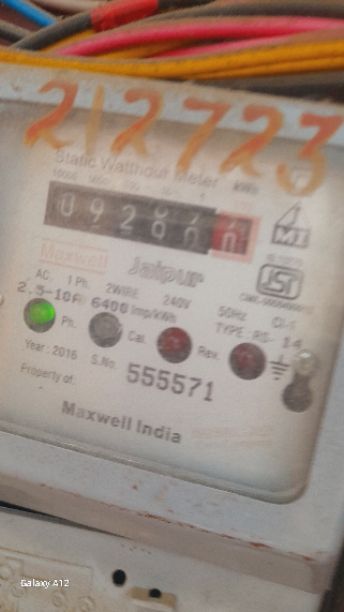 212723
Static Watthour Meter kWh
Maxwell Jaipur
AC. 1 Ph. 2WIRE 240V 50Hz Cl-1
2.5-10A 6400 Imp/kWh TYPE - RS- 14
Ph. Cal. Rev.
Year: 2016 S.No. 555571
Property of:
Maxwell India
Galaxy A12